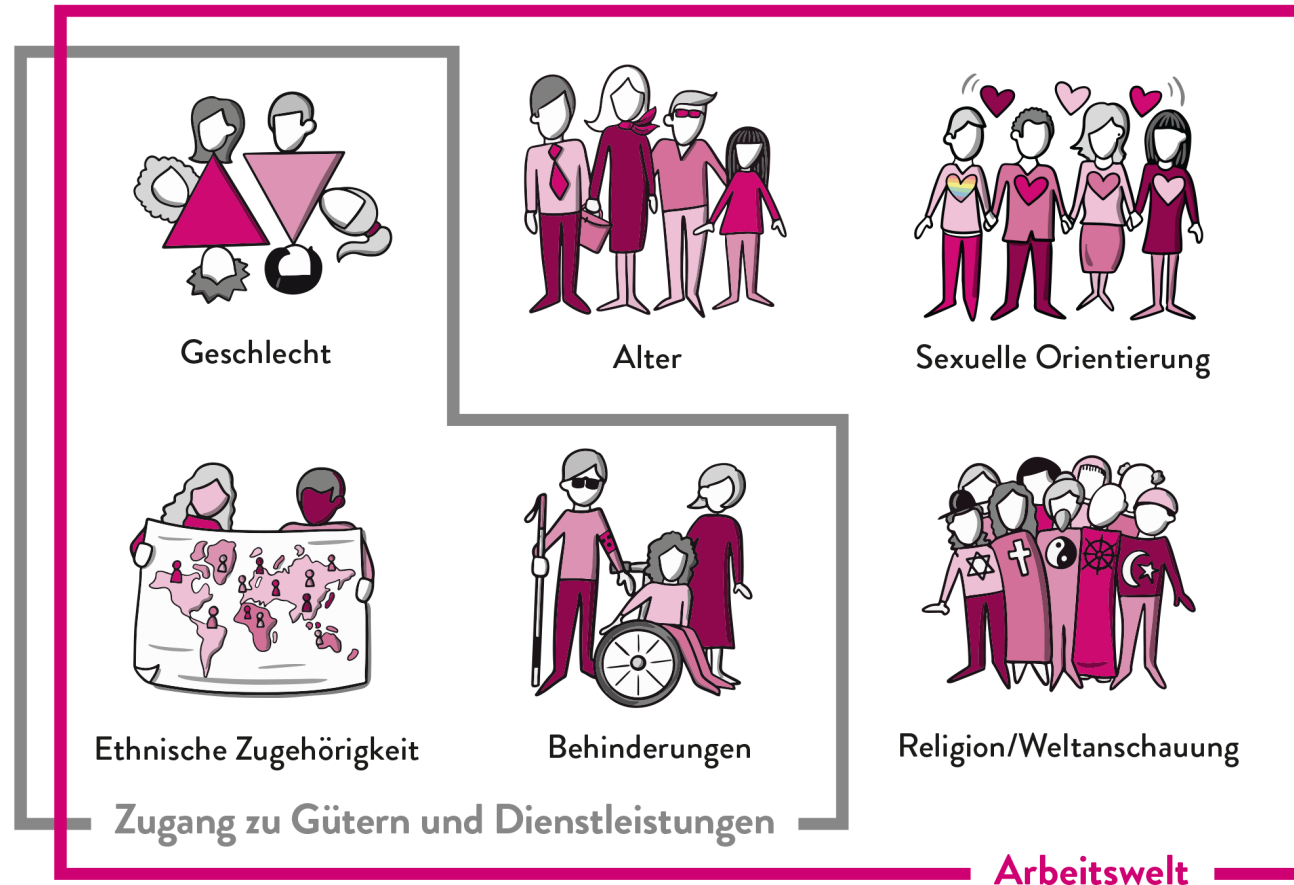 Geschlecht
Alter
Sexuelle Orientierung
Ethnische Zugehörigkeit
Behinderungen
Religion/Weltanschauung
Zugang zu Gütern und Dienstleistungen
Arbeitswelt